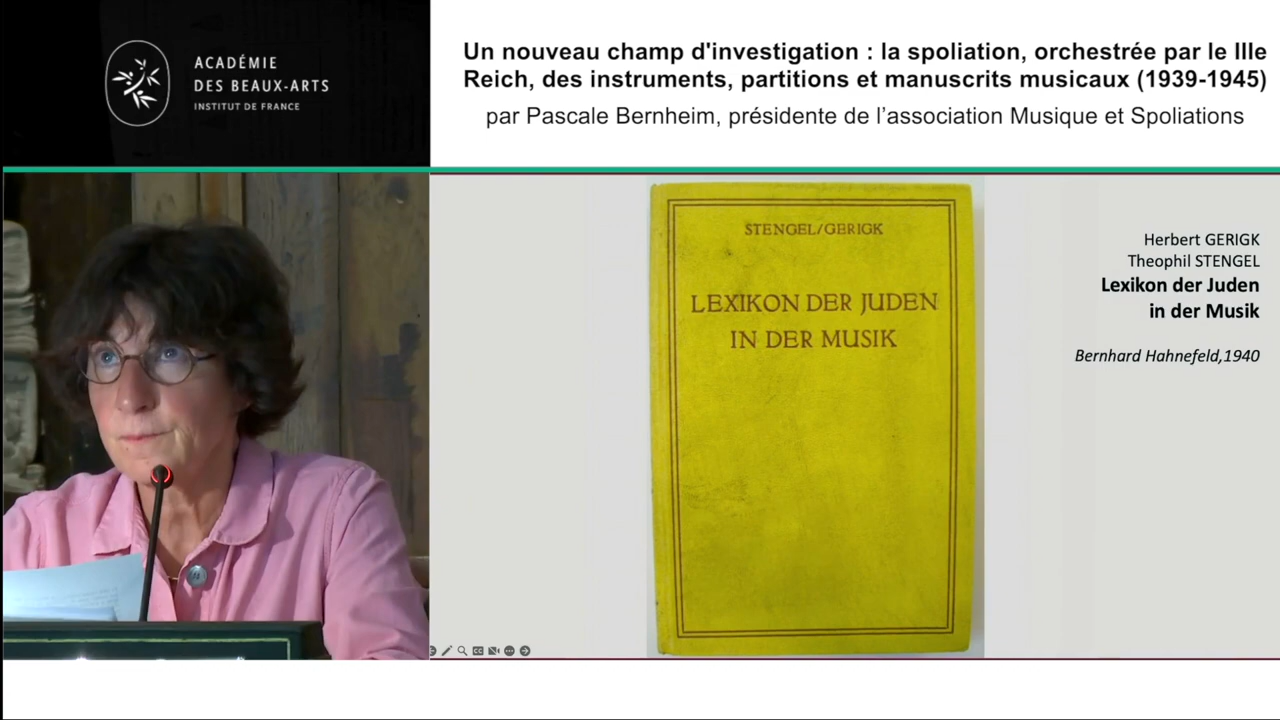 ACADÉMIE
DES BEAUX-ARTS
INSTITUT DE FRANCE
Un nouveau champ d'investigation : la spoliation, orchestrée par le IIIe
Reich, des instruments, partitions et manuscrits musicaux (1939-1945)
par Pascale Bernheim, présidente de l'association Musique et Spoliations
STENGEL/GERIGK
LEXIKON DER JUDEN
IN DER MUSIK
Herbert GERIGK
Theophil STENGEL
Lexikon der Juden
in der Musik
Bernhard Hahnefeld,1940